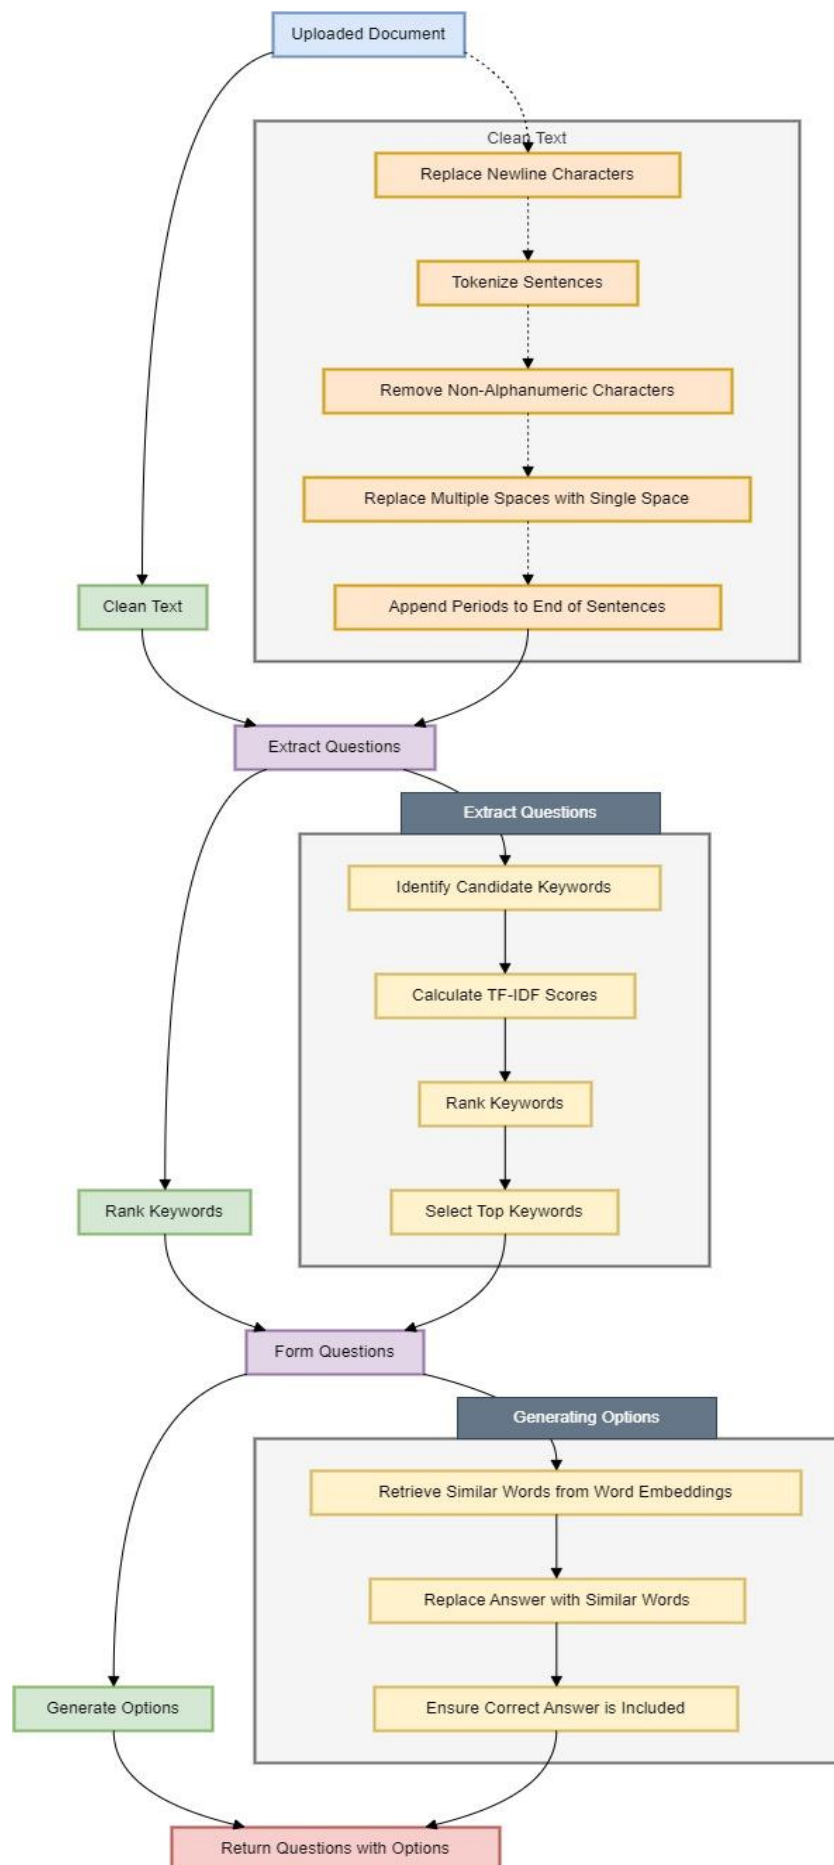 Uploaded Document
Clean Text
Replace Newline Characters
Tokenize Sentences
Remove Non-Alphanumeric Characters
Replace Multiple Spaces with Single Space
Clean Text
Append Periods to End of Sentences
Extract Questions
Extract Questions
Identify Candidate Keywords
Calculate TF-IDF Scores
Rank Keywords
Rank Keywords
Select Top Keywords
Form Questions
Generating Options
Retrieve Similar Words from Word Embeddings
Replace Answer with Similar Words
Generate Options
Ensure Correct Answer is Included
Return Questions with Options